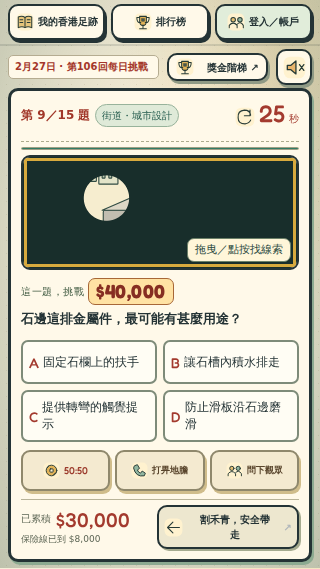 我的香港足跡
排行榜
登入／帳戶
2月27日 · 第106回每日挑戰
獎金階梯 ↗
第 9／15 題
街道・城市設計
25 秒
拖曳／點按找線索
這一題，挑戰 $40,000
石邊這排金屬件，最可能有甚麼用途？
A 固定石欄上的扶手
B 讓石槽內積水排走
C 提供轉彎的觸覺提示
D 防止滑板沿石邊磨滑
50:50
打畀地膽
問下觀眾
已累積 $30,000
保險線已到 $8,000
割禾青，安全帶走 ↗